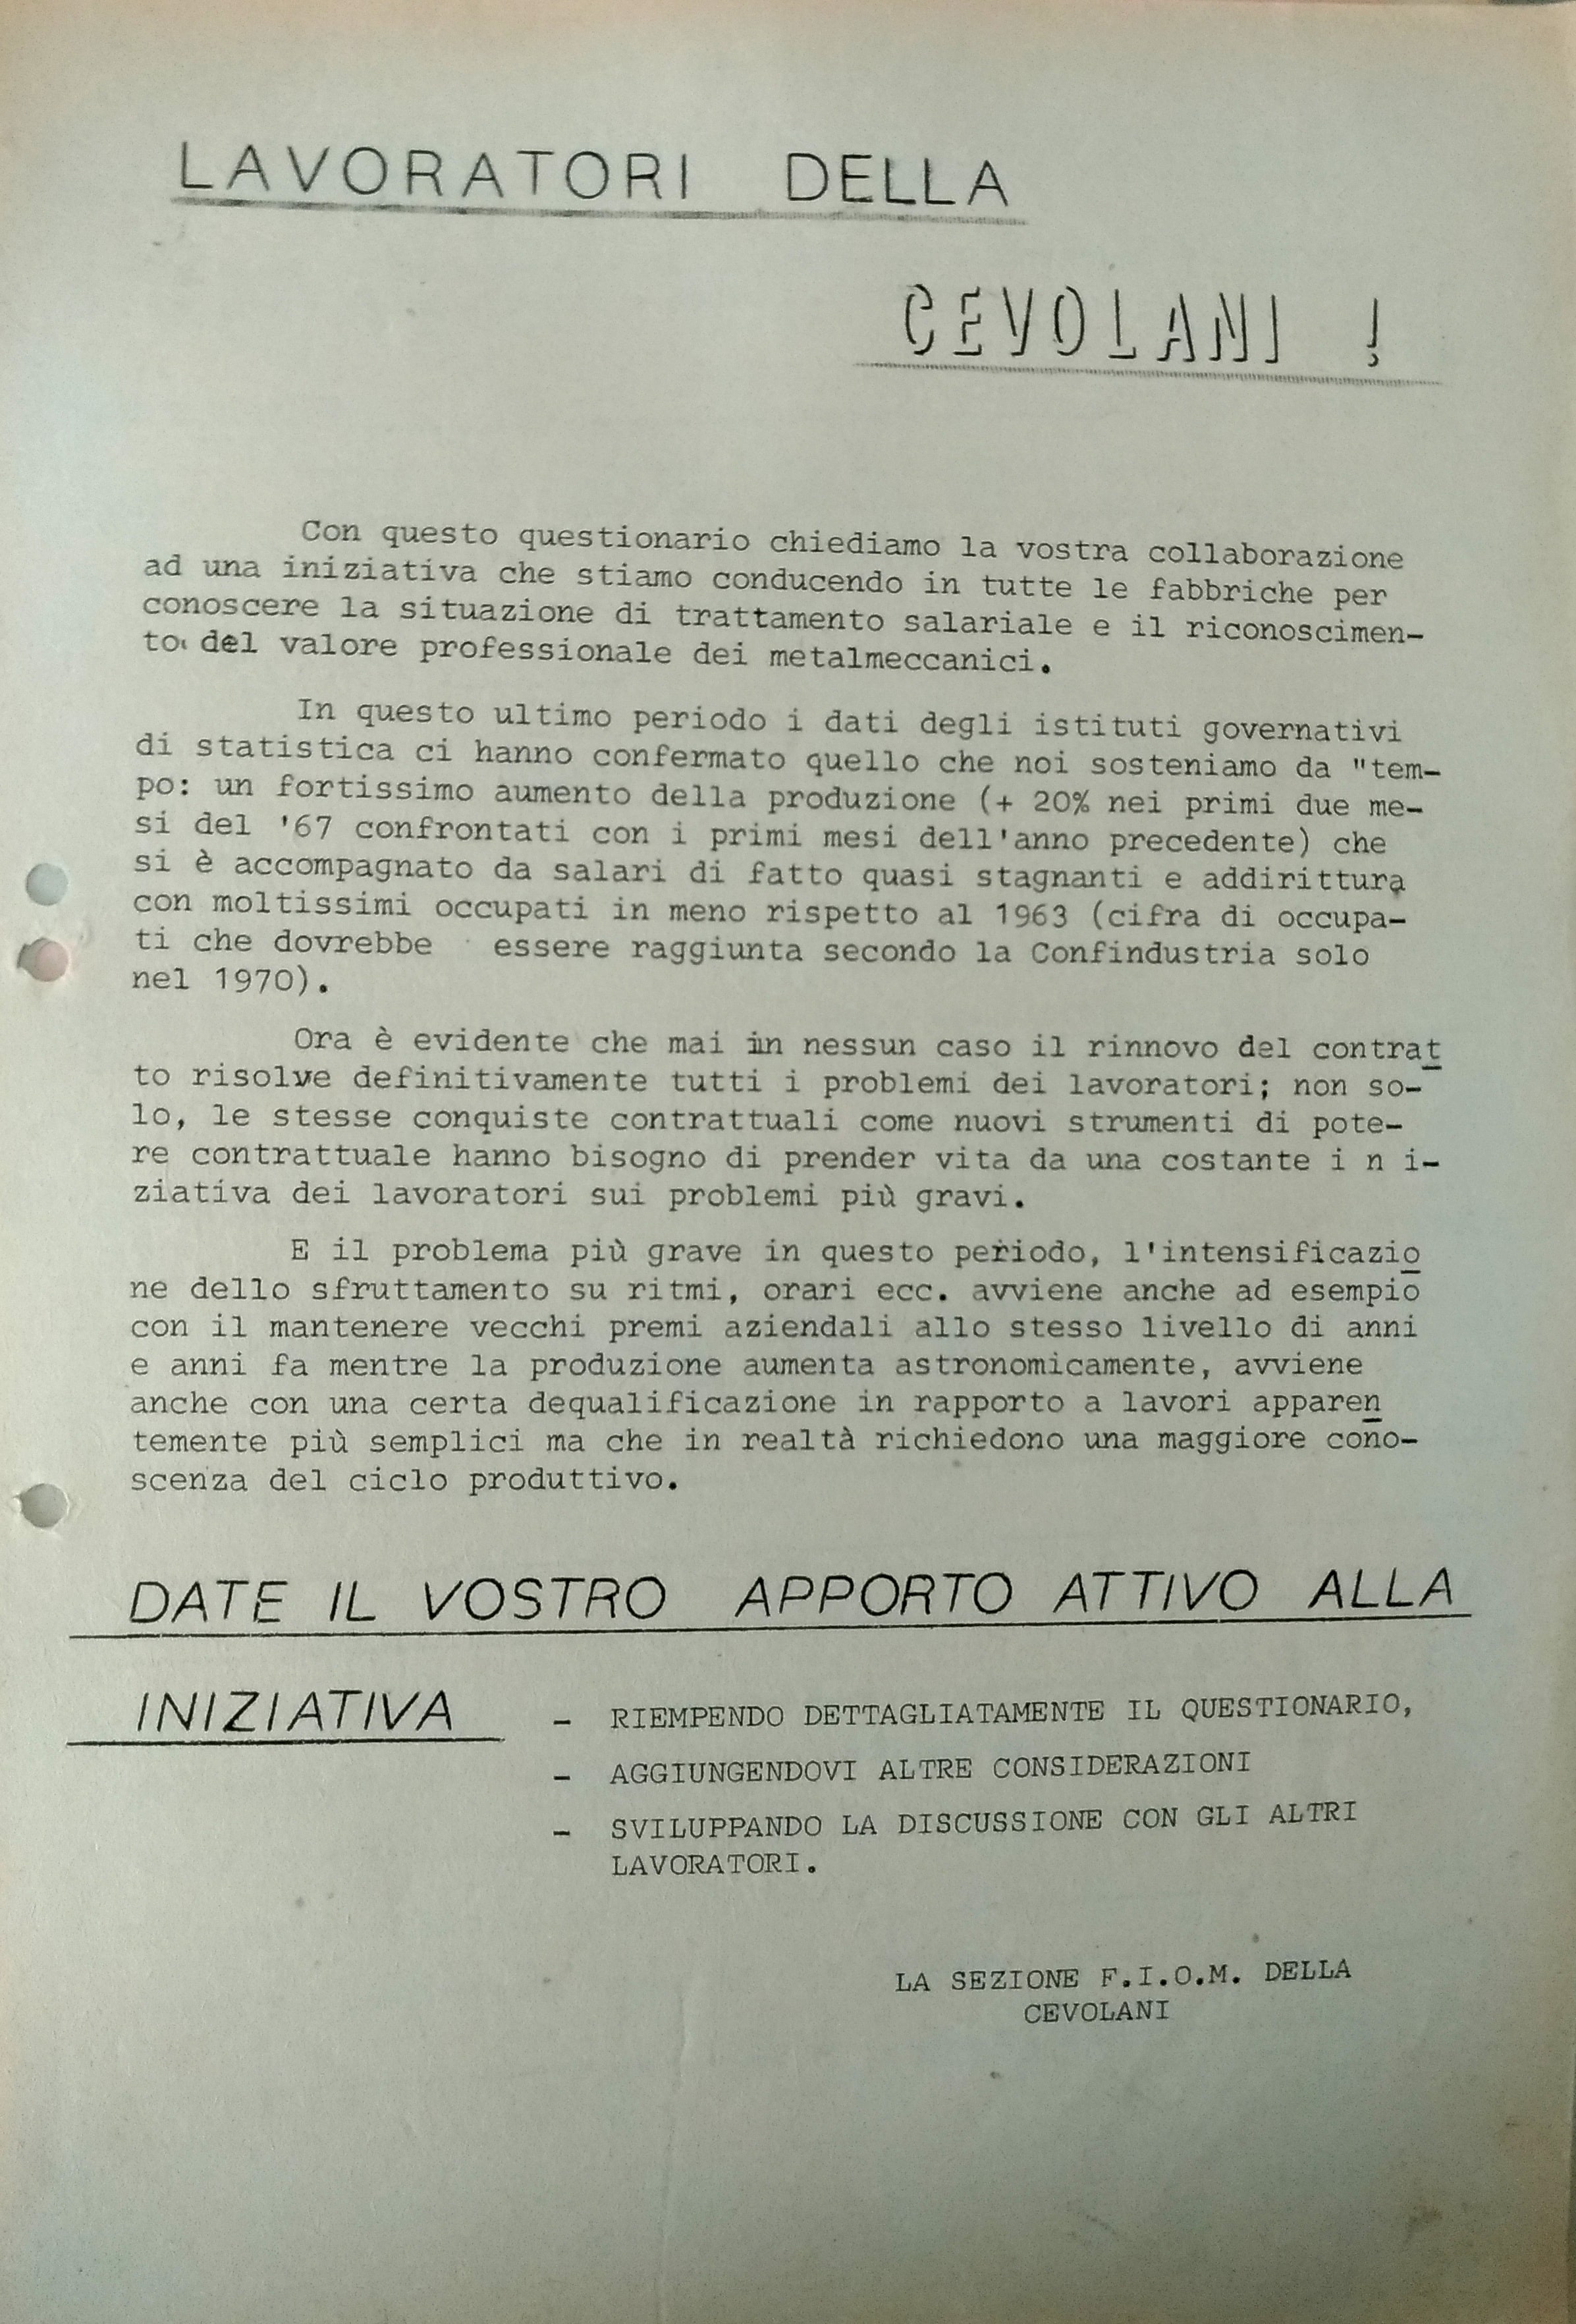 LAVORATORI DELLA
CEVOLANI !
Con questo questionario chiediamo la vostra collaborazione
ad una iniziativa che stiamo conducendo in tutte le fabbriche per
conoscere la situazione di trattamento salariale e il riconoscimen-
to del valore professionale dei metalmeccanici.
In questo ultimo periodo i dati degli istituti governativi
di statistica ci hanno confermato quello che noi sosteniamo da "tem-
po: un fortissimo aumento della produzione (+ 20% nei primi due me-
si del '67 confrontati con i primi mesi dell'anno precedente) che
si è accompagnato da salari di fatto quasi stagnanti e addirittura
con moltissimi occupati in meno rispetto al 1963 (cifra di occupa-
ti che dovrebbe essere raggiunta secondo la Confindustria solo
nel 1970).
Ora è evidente che mai in nessun caso il rinnovo del contrat
to risolve definitivamente tutti i problemi dei lavoratori; non so-
lo, le stesse conquiste contrattuali come nuovi strumenti di pote-
re contrattuale hanno bisogno di prender vita da una costante i n i-
ziativa dei lavoratori sui problemi più gravi.
E il problema più grave in questo periodo, l'intensificazio
ne dello sfruttamento su ritmi, orari ecc. avviene anche ad esempio
con il mantenere vecchi premi aziendali allo stesso livello di anni
e anni fa mentre la produzione aumenta astronomicamente, avviene
anche con una certa dequalificazione in rapporto a lavori apparen
temente più semplici ma che in realtà richiedono una maggiore cono-
scenza del ciclo produttivo.
DATE IL VOSTRO APPORTO ATTIVO ALLA
INIZIATIVA - RIEMPENDO DETTAGLIATAMENTE IL QUESTIONARIO,
- AGGIUNGENDOVI ALTRE CONSIDERAZIONI
- SVILUPPANDO LA DISCUSSIONE CON GLI ALTRI
LAVORATORI.
LA SEZIONE F.I.O.M. DELLA
CEVOLANI